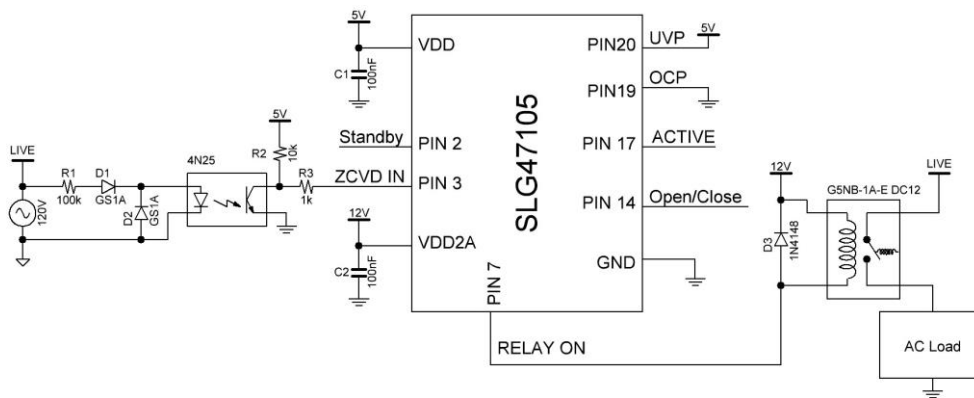 LIVE
120V
R1
100k
D1
GS1A
D2
GS1A
4N25
5V
R2
10k
R3
1k
5V
C1
100nF
Standby
ZCVD IN
12V
C2
100nF
VDD
PIN 2
PIN 3
VDD2A
PIN 7
SLG47105
PIN20
PIN19
PIN 17
PIN 14
GND
UVP
5V
OCP
ACTIVE
Open/Close
RELAY ON
12V
D3
1N4148
G5NB-1A-E DC12
LIVE
AC Load